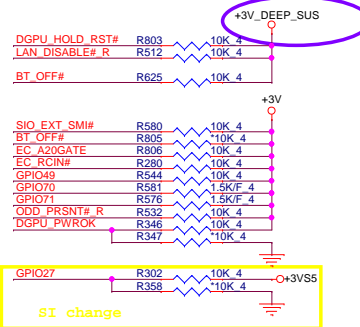 +3V_DEEP_SUS
DGPU_HOLD_RST# R803 10K_4
LAN_DISABLE#_R R512 10K_4
BT_OFF# R625 10K_4
+3V
SIO_EXT_SMI# R580 10K_4
BT_OFF# R805 *10K_4
EC_A20GATE R806 10K_4
EC_RCIN# R280 10K_4
GPIO49 R544 10K_4
GPIO70 R581 1.5K/F_4
GPIO71 R576 1.5K/F_4
ODD_PRSNT#_R R532 10K_4
DGPU_PWROK R346 10K_4
R347 *10K_4
GPIO27 R302 10K_4 +3VS5
R358 *10K_4
SI change